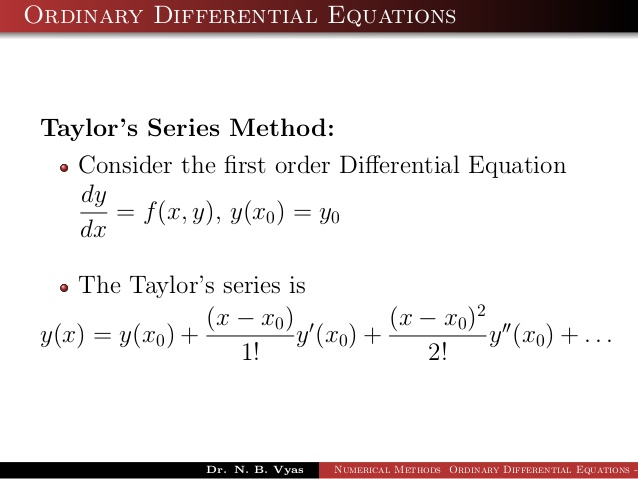 Ordinary Differential Equations
Taylor's Series Method:
Consider the first order Differential Equation
dy/dx = f(x, y), y(x₀) = y₀
The Taylor's series is
y(x) = y(x₀) + (x − x₀)/1! y′(x₀) + (x − x₀)²/2! y″(x₀) + . . .
Dr. N. B. Vyas Numerical Methods Ordinary Differential Equations -